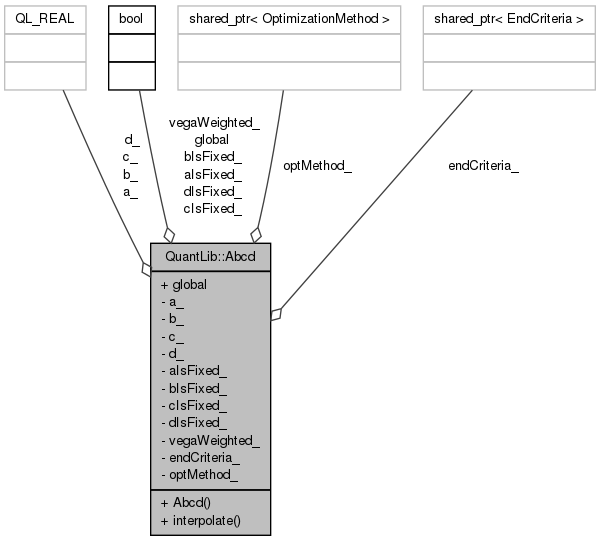 QL_REAL
bool
shared_ptr< OptimizationMethod >
shared_ptr< EndCriteria >
d_
c_
b_
a_
vegaWeighted_
global
bIsFixed_
aIsFixed_
dIsFixed_
cIsFixed_
optMethod_
endCriteria_
QuantLib::Abcd
+ global
- a_
- b_
- c_
- d_
- aIsFixed_
- bIsFixed_
- cIsFixed_
- dIsFixed_
- vegaWeighted_
- endCriteria_
- optMethod_
+ Abcd()
+ interpolate()